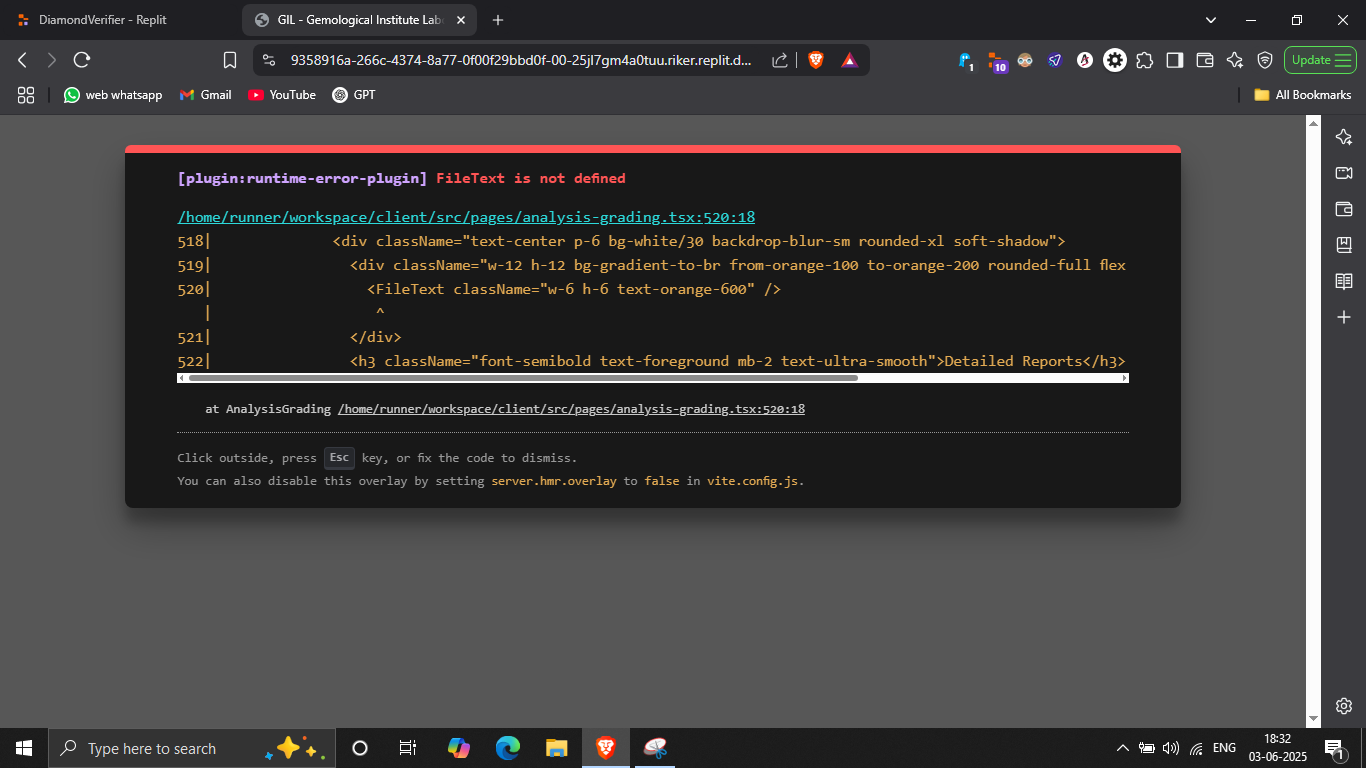 DiamondVerifier - Replit
GIL - Gemological Institute Lab
9358916a-266c-4374-8a77-0f00f29bbd0f-00-25jl7gm4a0tuu.riker.replit.d...
1
10
Update
web whatsapp
Gmail
YouTube
GPT
All Bookmarks
[plugin:runtime-error-plugin] FileText is not defined
/home/runner/workspace/client/src/pages/analysis-grading.tsx:520:18
518| <div className="text-center p-6 bg-white/30 backdrop-blur-sm rounded-xl soft-shadow">
519| <div className="w-12 h-12 bg-gradient-to-br from-orange-100 to-orange-200 rounded-full flex
520| <FileText className="w-6 h-6 text-orange-600" />
| ^
521| </div>
522| <h3 className="font-semibold text-foreground mb-2 text-ultra-smooth">Detailed Reports</h3>
at AnalysisGrading /home/runner/workspace/client/src/pages/analysis-grading.tsx:520:18
Click outside, press Esc key, or fix the code to dismiss.
You can also disable this overlay by setting server.hmr.overlay to false in vite.config.js.
Type here to search
ENG
18:32
03-06-2025
1